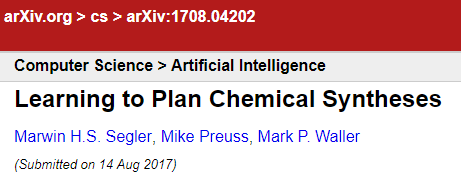 arXiv.org > cs > arXiv:1708.04202
Computer Science > Artificial Intelligence
Learning to Plan Chemical Syntheses
Marwin H.S. Segler, Mike Preuss, Mark P. Waller
(Submitted on 14 Aug 2017)